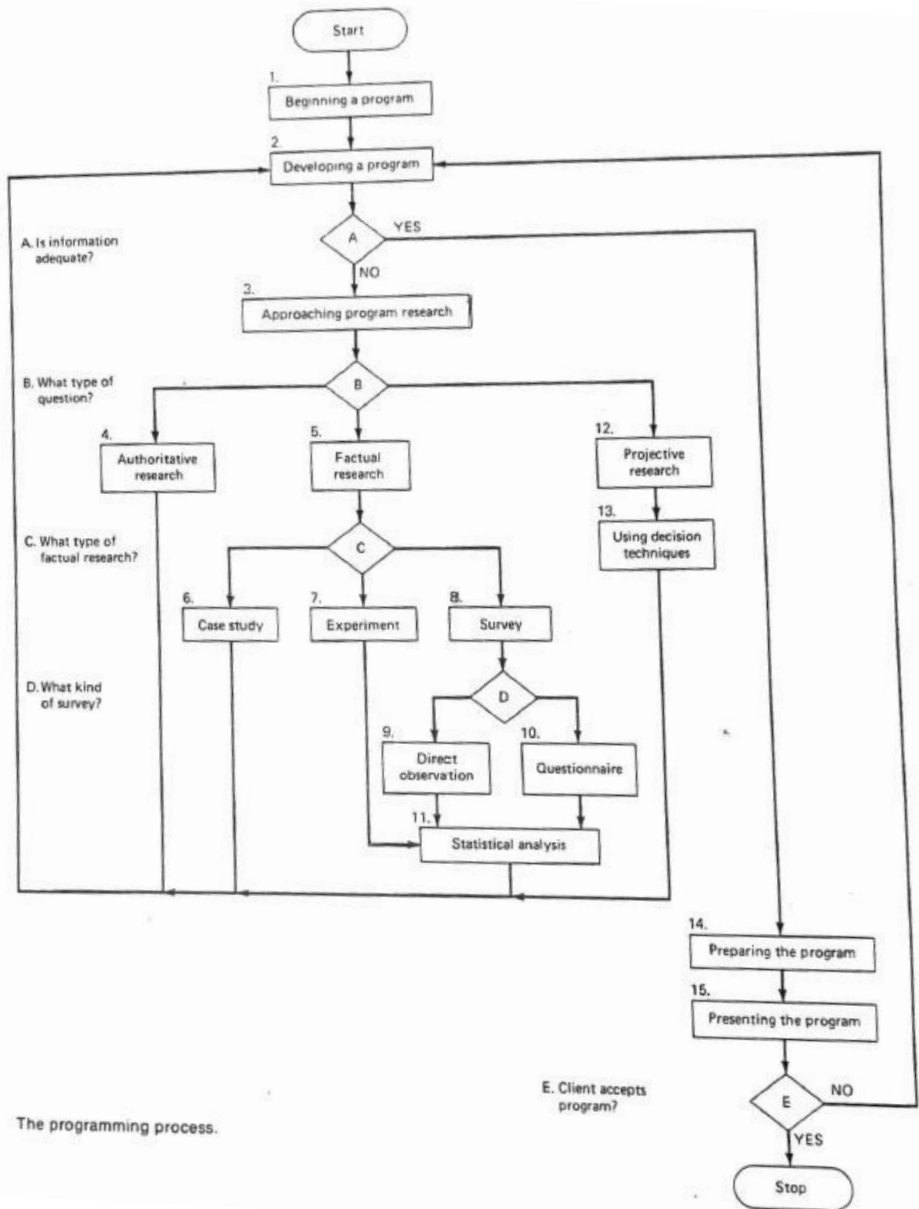 Start
1.
Beginning a program
2.
Developing a program
A. Is information
adequate?
A
YES
NO
3.
Approaching program research
B. What type of
question?
B
4.
Authoritative
research
5.
Factual
research
12.
Projective
research
13.
Using decision
techniques
C. What type of
factual research?
C
6.
Case study
7.
Experiment
8.
Survey
D. What kind
of survey?
D
9.
Direct
observation
10.
Questionnaire
11.
Statistical analysis
14.
Preparing the program
15.
Presenting the program
E. Client accepts
program?
E
NO
YES
Stop
The programming process.